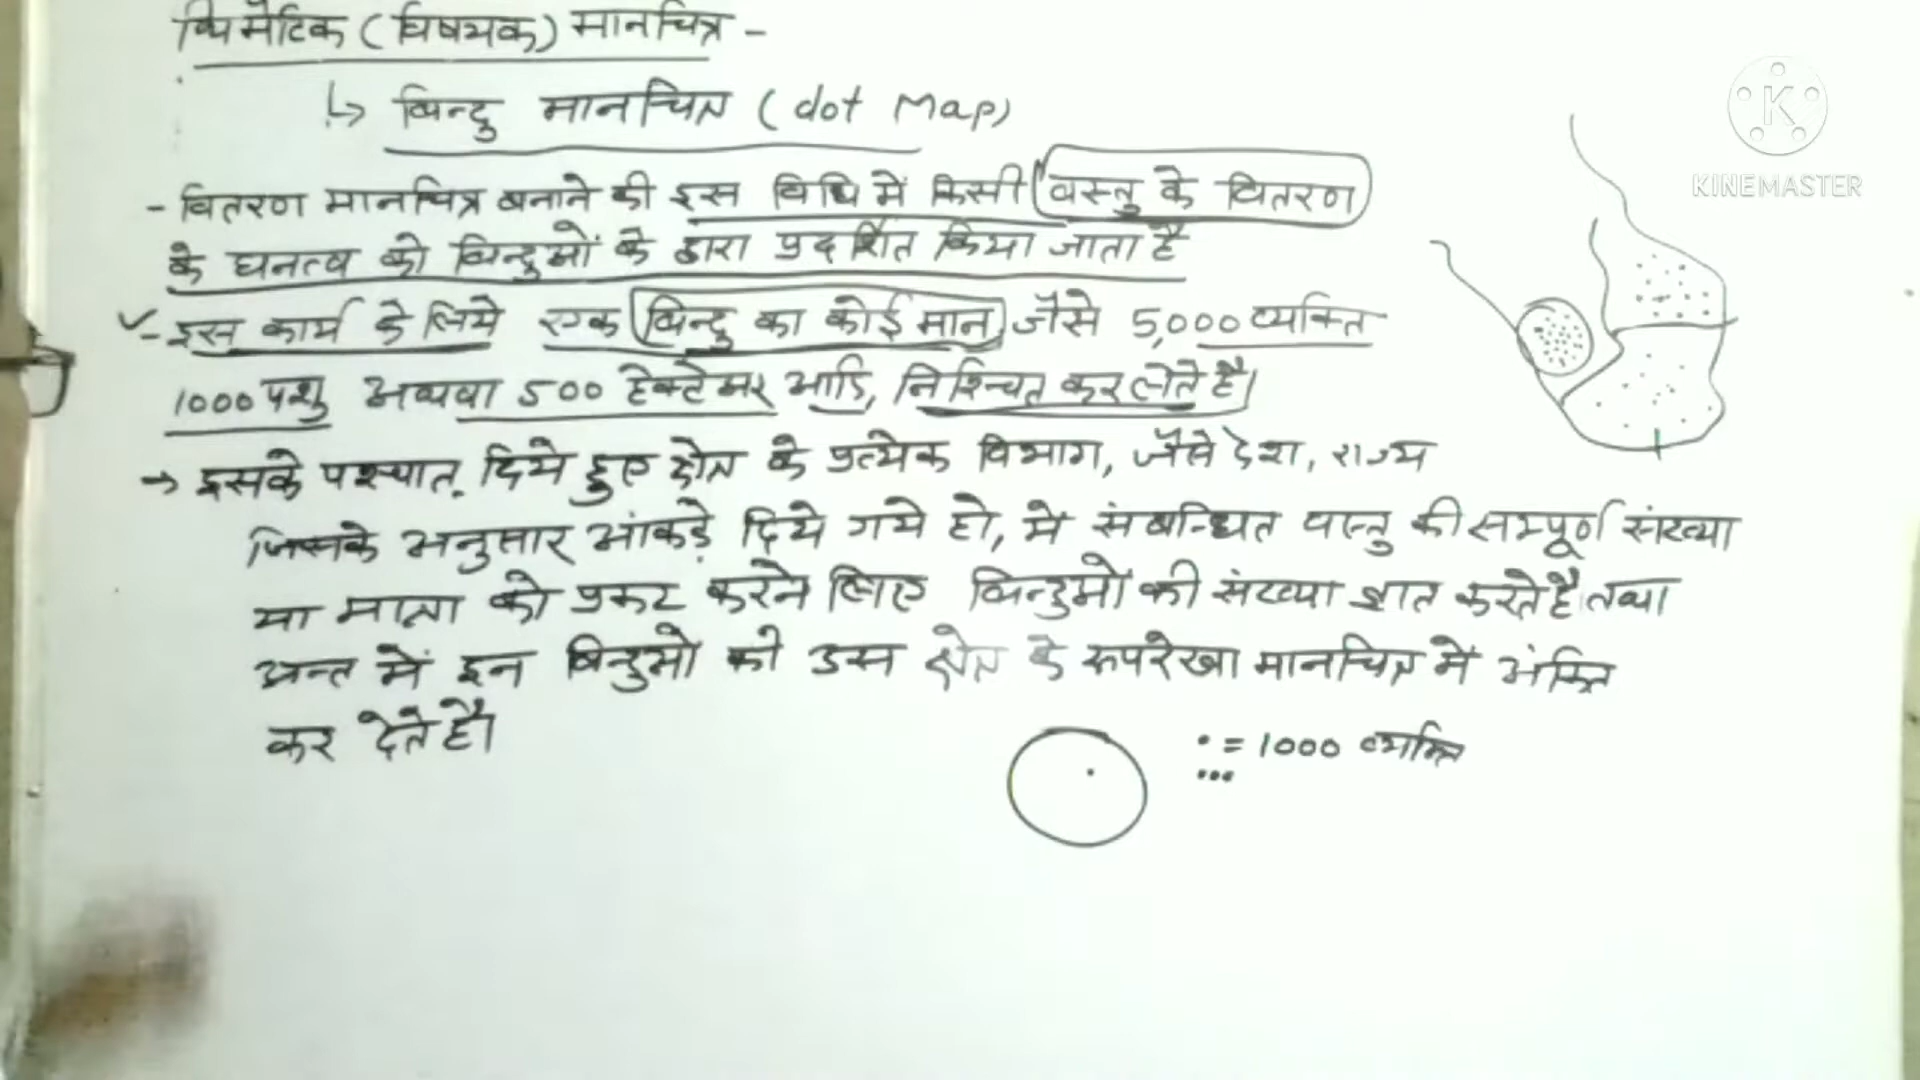 थिमेटिक (विषयक) मानचित्र -
↳ बिन्दु मानचित्र (dot Map)
- वितरण मानचित्र बनाने की इस विधि में किसी वस्तु के वितरण
के घनत्व को बिन्दुओं के द्वारा प्रदर्शित किया जाता है
- इस कार्य के लिये एक बिन्दु का कोई मान जैसे 5,000 व्यक्ति
1000 पशु अथवा 500 हेक्टेयर आदि, निश्चित कर लेते है।
→ इसके पश्चात् दिये हुए क्षेत्र के प्रत्येक विभाग, जैसे देश, राज्य
जिसके अनुसार आंकड़े दिये गये हो, में संबन्धित वस्तु की सम्पूर्ण संख्या
या मात्रा को प्रकट करने लिए बिन्दुओं की संख्या ज्ञात करते है। तथा
अन्त में इन बिन्दुओं को उस क्षेत्र के रूपरेखा मानचित्र में अंकित
कर देते है।
• = 1000 व्यक्ति
KINEMASTER